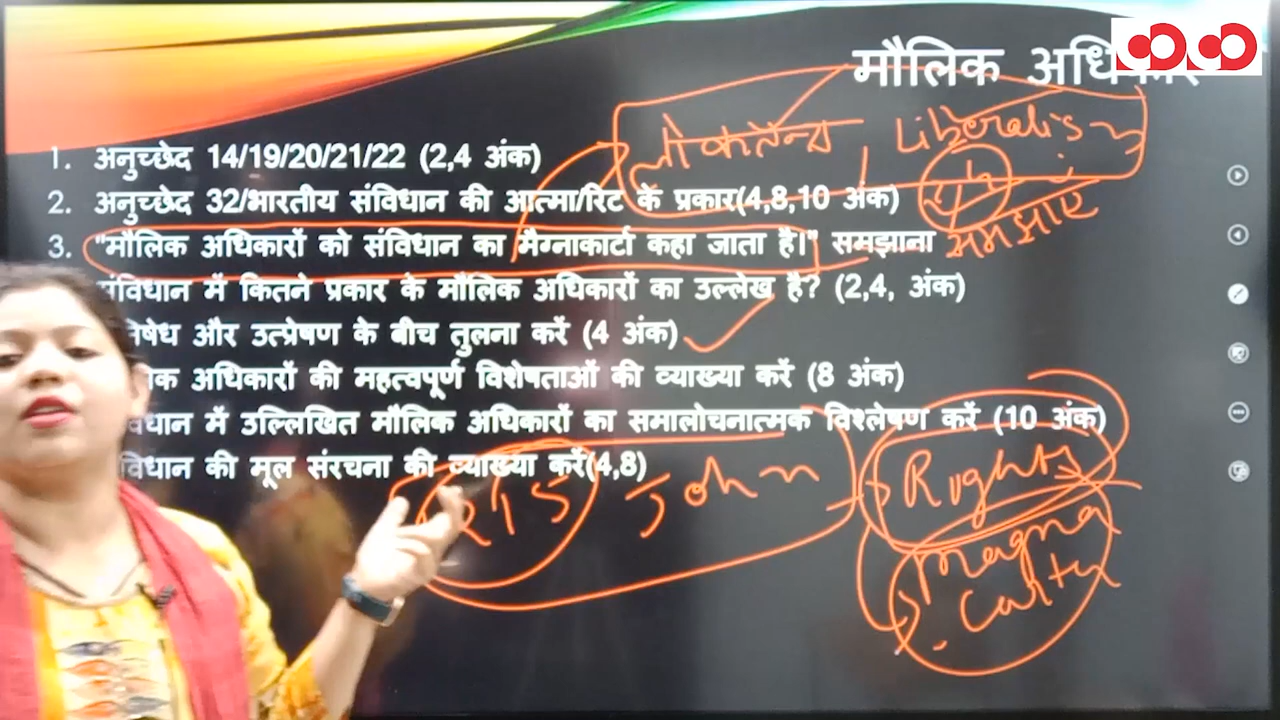 मौलिक अधिकार
लोकतन्त्र, Liberalism
1. अनुच्छेद 14/19/20/21/22 (2,4 अंक)
2. अनुच्छेद 32/भारतीय संविधान की आत्मा/रिट के प्रकार(4,8,10 अंक)
3. "मौलिक अधिकारों को संविधान का मैग्नाकार्टा कहा जाता है।" समझाना
समझाए
संविधान में कितने प्रकार के मौलिक अधिकारों का उल्लेख है? (2,4, अंक)
और उत्प्रेषण के बीच तुलना करें (4 अंक)
अधिकारों की महत्वपूर्ण विशेषताओं की व्याख्या करें (8 अंक)
में उल्लिखित मौलिक अधिकारों का समालोचनात्मक विश्लेषण करें (10 अंक)
की मूल संरचना की व्याख्या करें(4,8)
1215 John
Rights
Magna
Carta